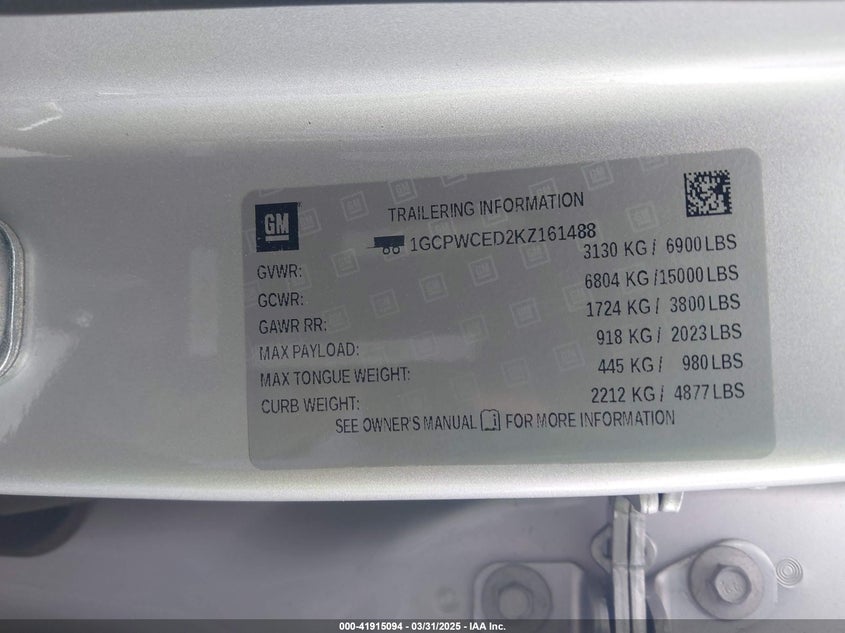 GM
TRAILERING INFORMATION
1GCPWCED2KZ161488
GVWR: 3130 KG / 6900 LBS
GCWR: 6804 KG /15000 LBS
GAWR RR: 1724 KG / 3800 LBS
MAX PAYLOAD: 918 KG / 2023 LBS
MAX TONGUE WEIGHT: 445 KG / 980 LBS
CURB WEIGHT: 2212 KG / 4877 LBS
SEE OWNER'S MANUAL i FOR MORE INFORMATION
000-41915094 - 03/31/2025 - IAA Inc.